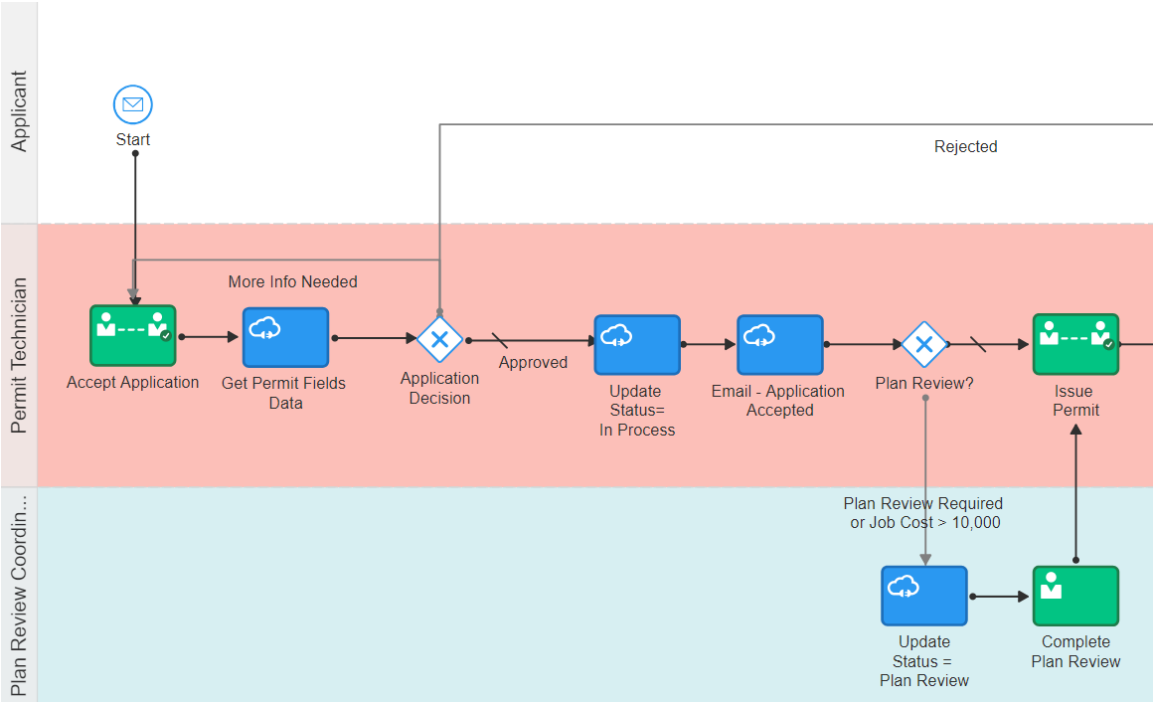 Applicant
Start
Rejected
Permit Technician
More Info Needed
Accept Application
Get Permit Fields
Data
Application
Decision
Approved
Update
Status=
In Process
Email - Application
Accepted
Plan Review?
Issue
Permit
Plan Review Coordin...
Plan Review Required
or Job Cost > 10,000
Update
Status =
Plan Review
Complete
Plan Review